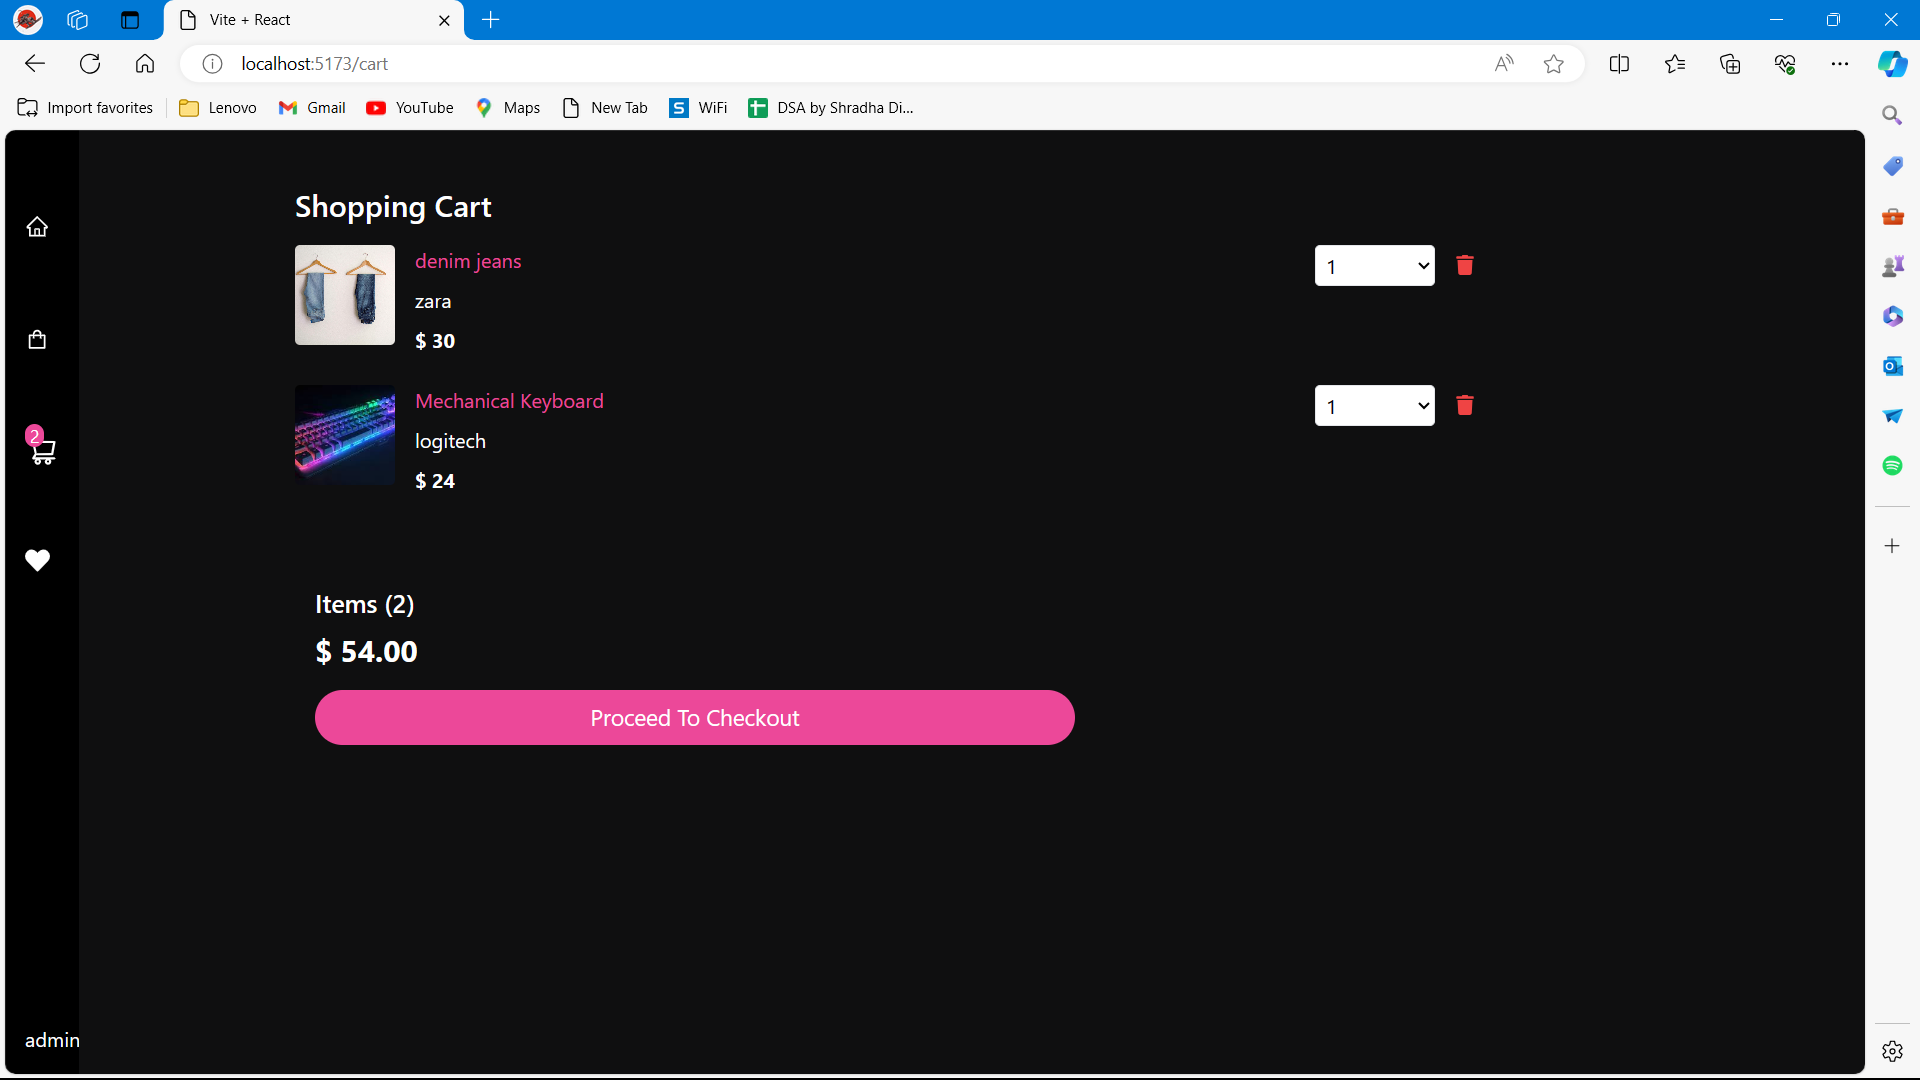 Vite + React
localhost:5173/cart
Import favorites
Lenovo
Gmail
YouTube
Maps
New Tab
S WiFi
DSA by Shradha Di...
Shopping Cart
denim jeans
zara
$ 30
1
Mechanical Keyboard
logitech
$ 24
1
2
Items (2)
$ 54.00
Proceed To Checkout
admin